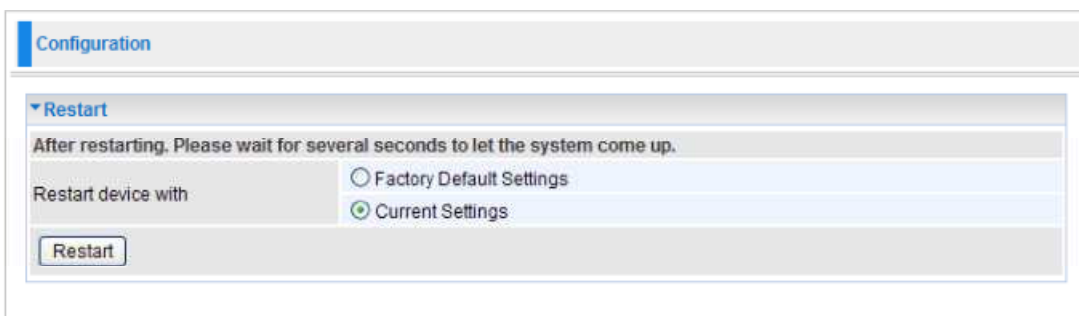 Configuration
Restart
After restarting. Please wait for several seconds to let the system come up.
Restart device with
Factory Default Settings
Current Settings
Restart